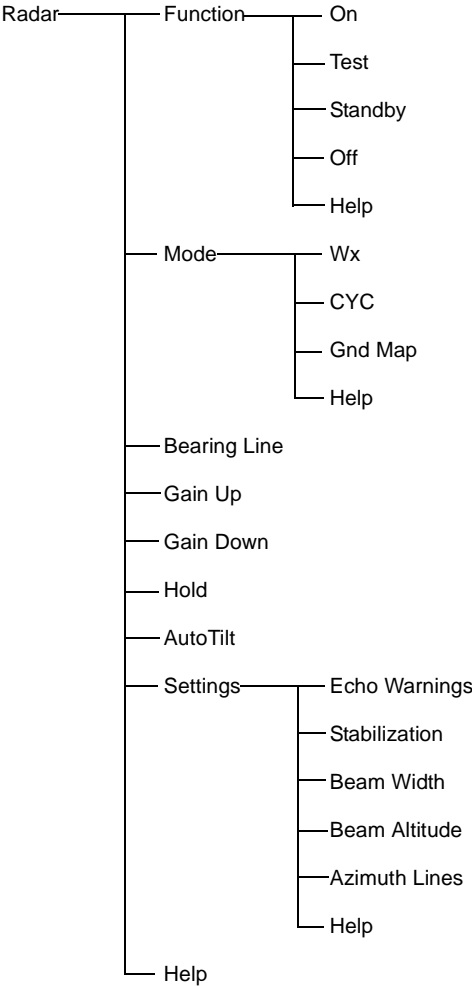 Radar Function On
Test
Standby
Off
Help
Mode Wx
CYC
Gnd Map
Help
Bearing Line
Gain Up
Gain Down
Hold
AutoTilt
Settings Echo Warnings
Stabilization
Beam Width
Beam Altitude
Azimuth Lines
Help
Help